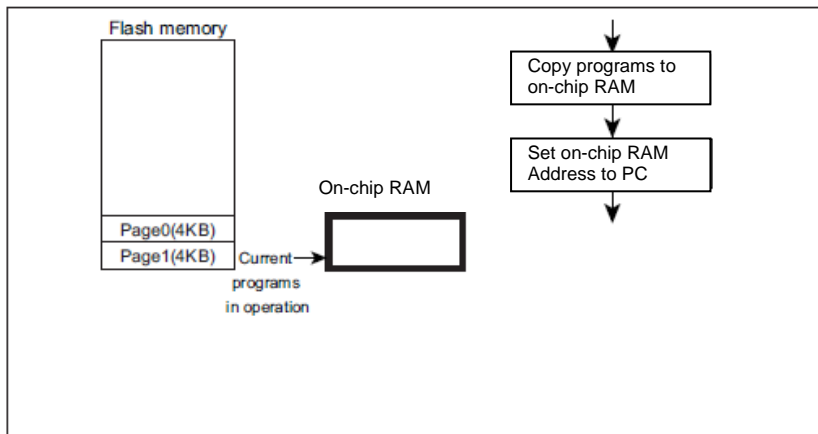 Flash memory
Page0(4KB)
Page1(4KB)
Current
programs
in operation
On-chip RAM
Copy programs to
on-chip RAM
Set on-chip RAM
Address to PC